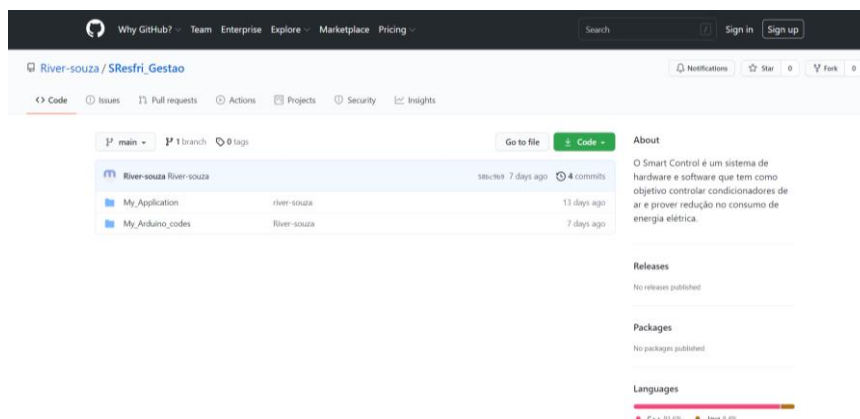 Why GitHub? Team Enterprise Explore Marketplace Pricing Search / Sign in Sign up
River-souza / SResfri_Gestao Notifications Star 0 Fork 0
Code Issues Pull requests Actions Projects Security Insights
main 1 branch 0 tags Go to file Code
River-souza River-souza 7 days ago 4 commits
My_Application river-souza 13 days ago
My_Arduino_codes River-souza 7 days ago
About
O Smart Control é um sistema de
hardware e software que tem como
objetivo controlar condicionadores de
ar e prover redução no consumo de
energia elétrica.
Releases
No releases published
Packages
No packages published
Languages